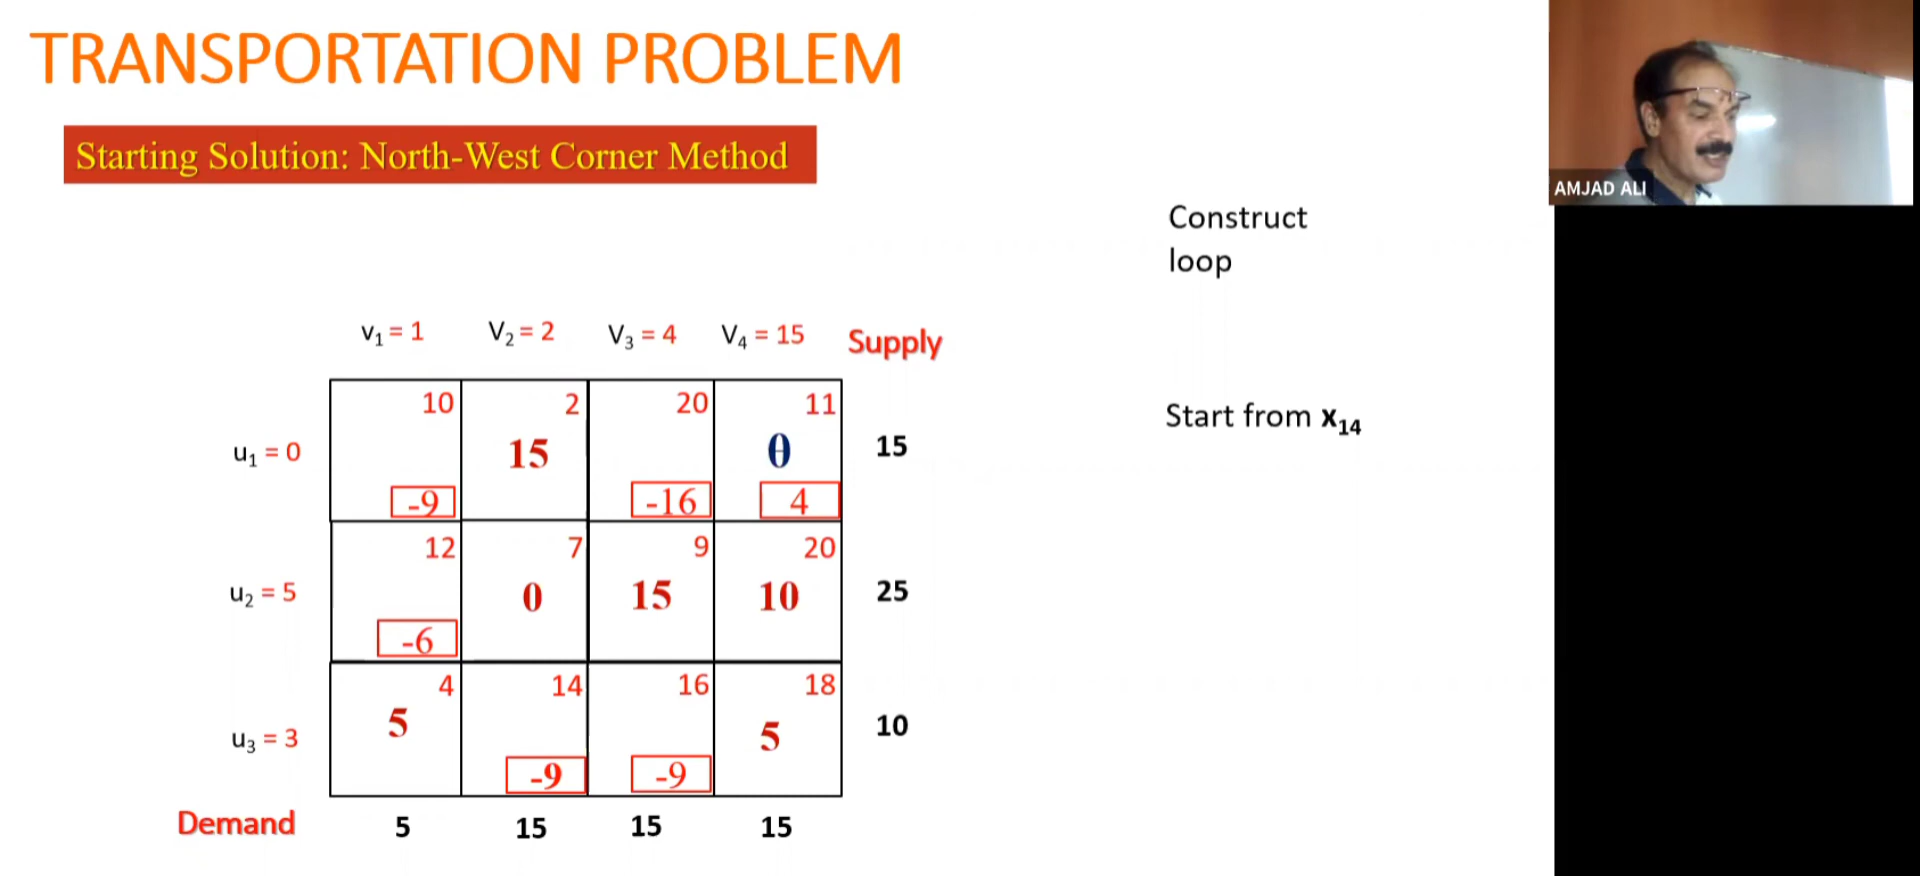 TRANSPORTATION PROBLEM
Starting Solution: North-West Corner Method
AMJAD ALI
Construct
loop
v₁ = 1 V₂ = 2 V₃ = 4 V₄ = 15 Supply
10 2 20 11
u₁ = 0 15 θ 15
-9 -16 4
Start from x₁₄
12 7 9 20
u₂ = 5 0 15 10 25
-6
4 14 16 18
u₃ = 3 5 5 10
-9 -9
Demand 5 15 15 15